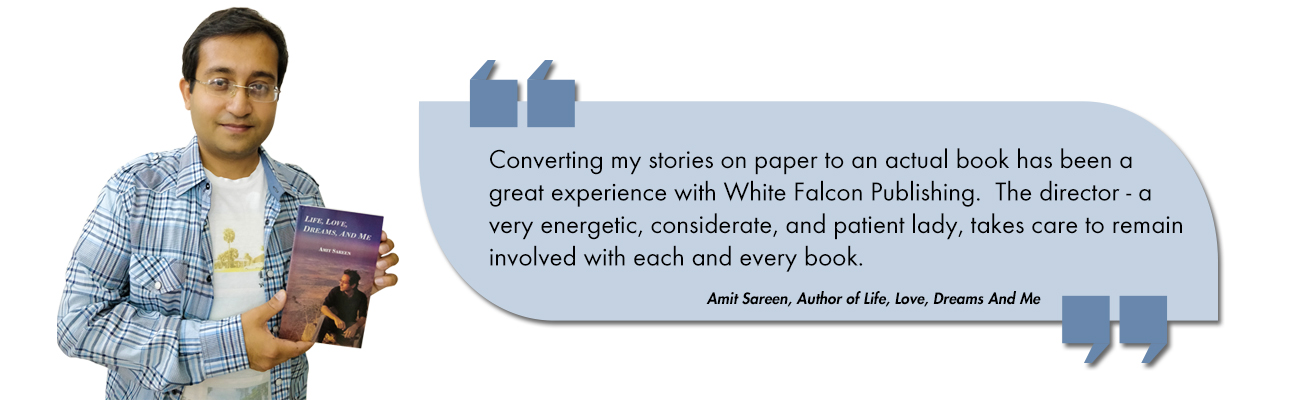 LIFE, LOVE,
DREAMS, AND ME
AMIT SAREEN
Converting my stories on paper to an actual book has been a
great experience with White Falcon Publishing.  The director - a
very energetic, considerate, and patient lady, takes care to remain
involved with each and every book.
Amit Sareen, Author of Life, Love, Dreams And Me